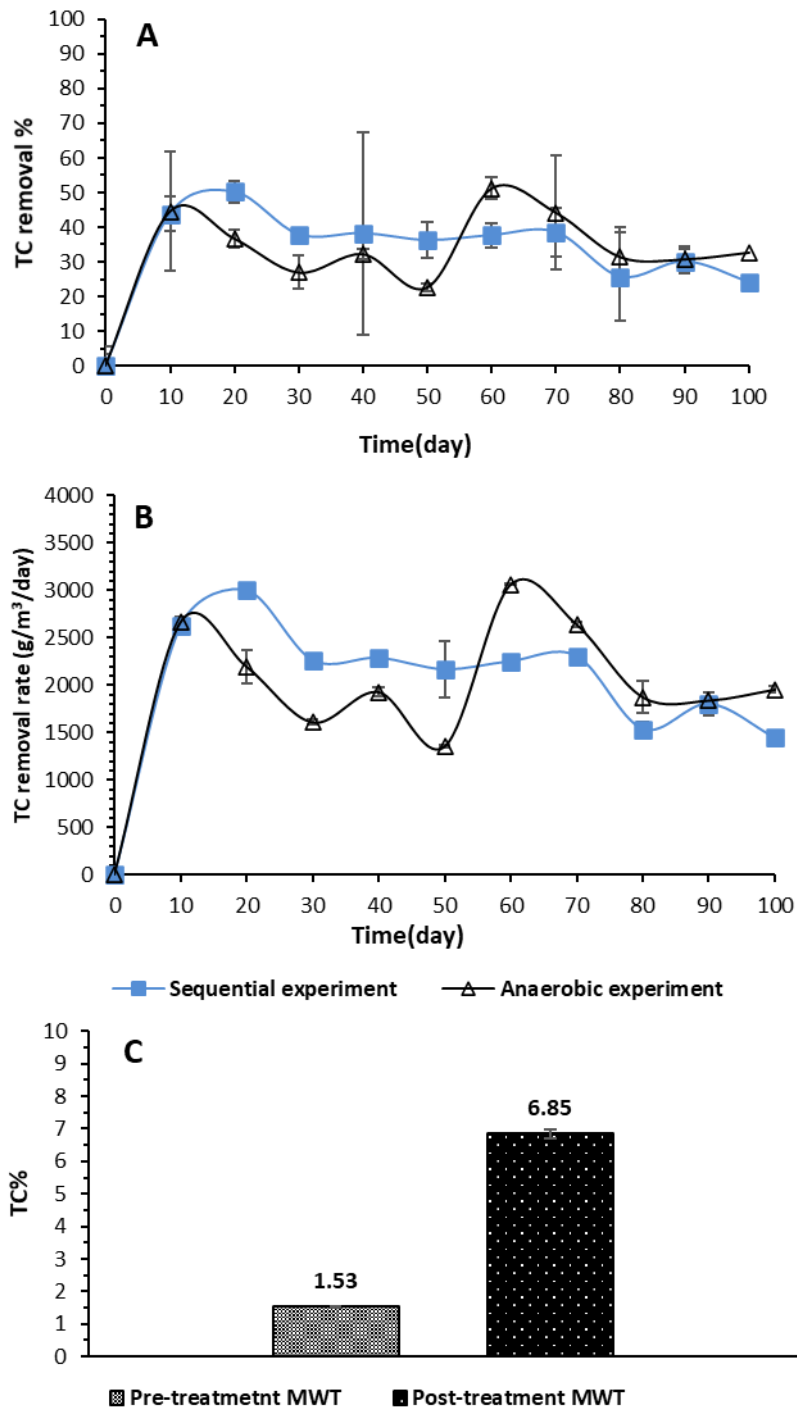 A
TC removal %
100
90
80
70
60
50
40
30
20
10
0
0 10 20 30 40 50 60 70 80 90 100
Time(day)
B
TC removal rate (g/m³/day)
4000
3500
3000
2500
2000
1500
1000
500
0
0 10 20 30 40 50 60 70 80 90 100
Time(day)
Sequential experiment Anaerobic experiment
C
TC%
10
9
8
7
6
5
4
3
2
1
0
6.85
1.53
Pre-treatmetnt MWT Post-treatment MWT